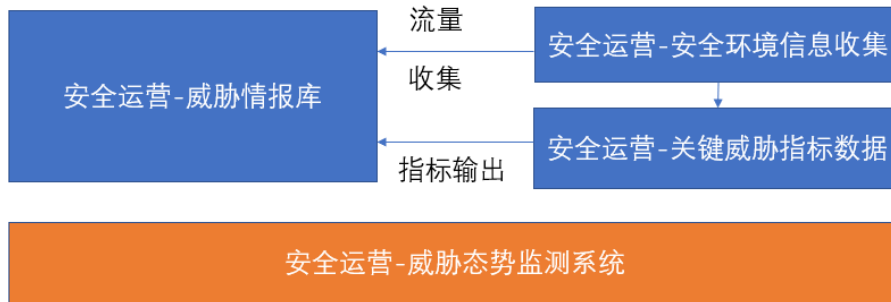 流量
安全运营-安全环境信息收集
安全运营-威胁情报库
收集
安全运营-关键威胁指标数据
指标输出
安全运营-威胁态势监测系统